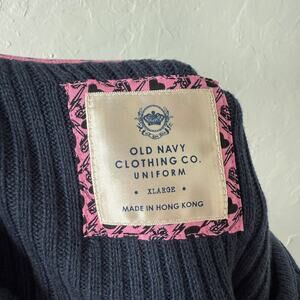 OLD NAVY
CLOTHING CO.
UNIFORM
• XLARGE •
MADE IN HONG KONG